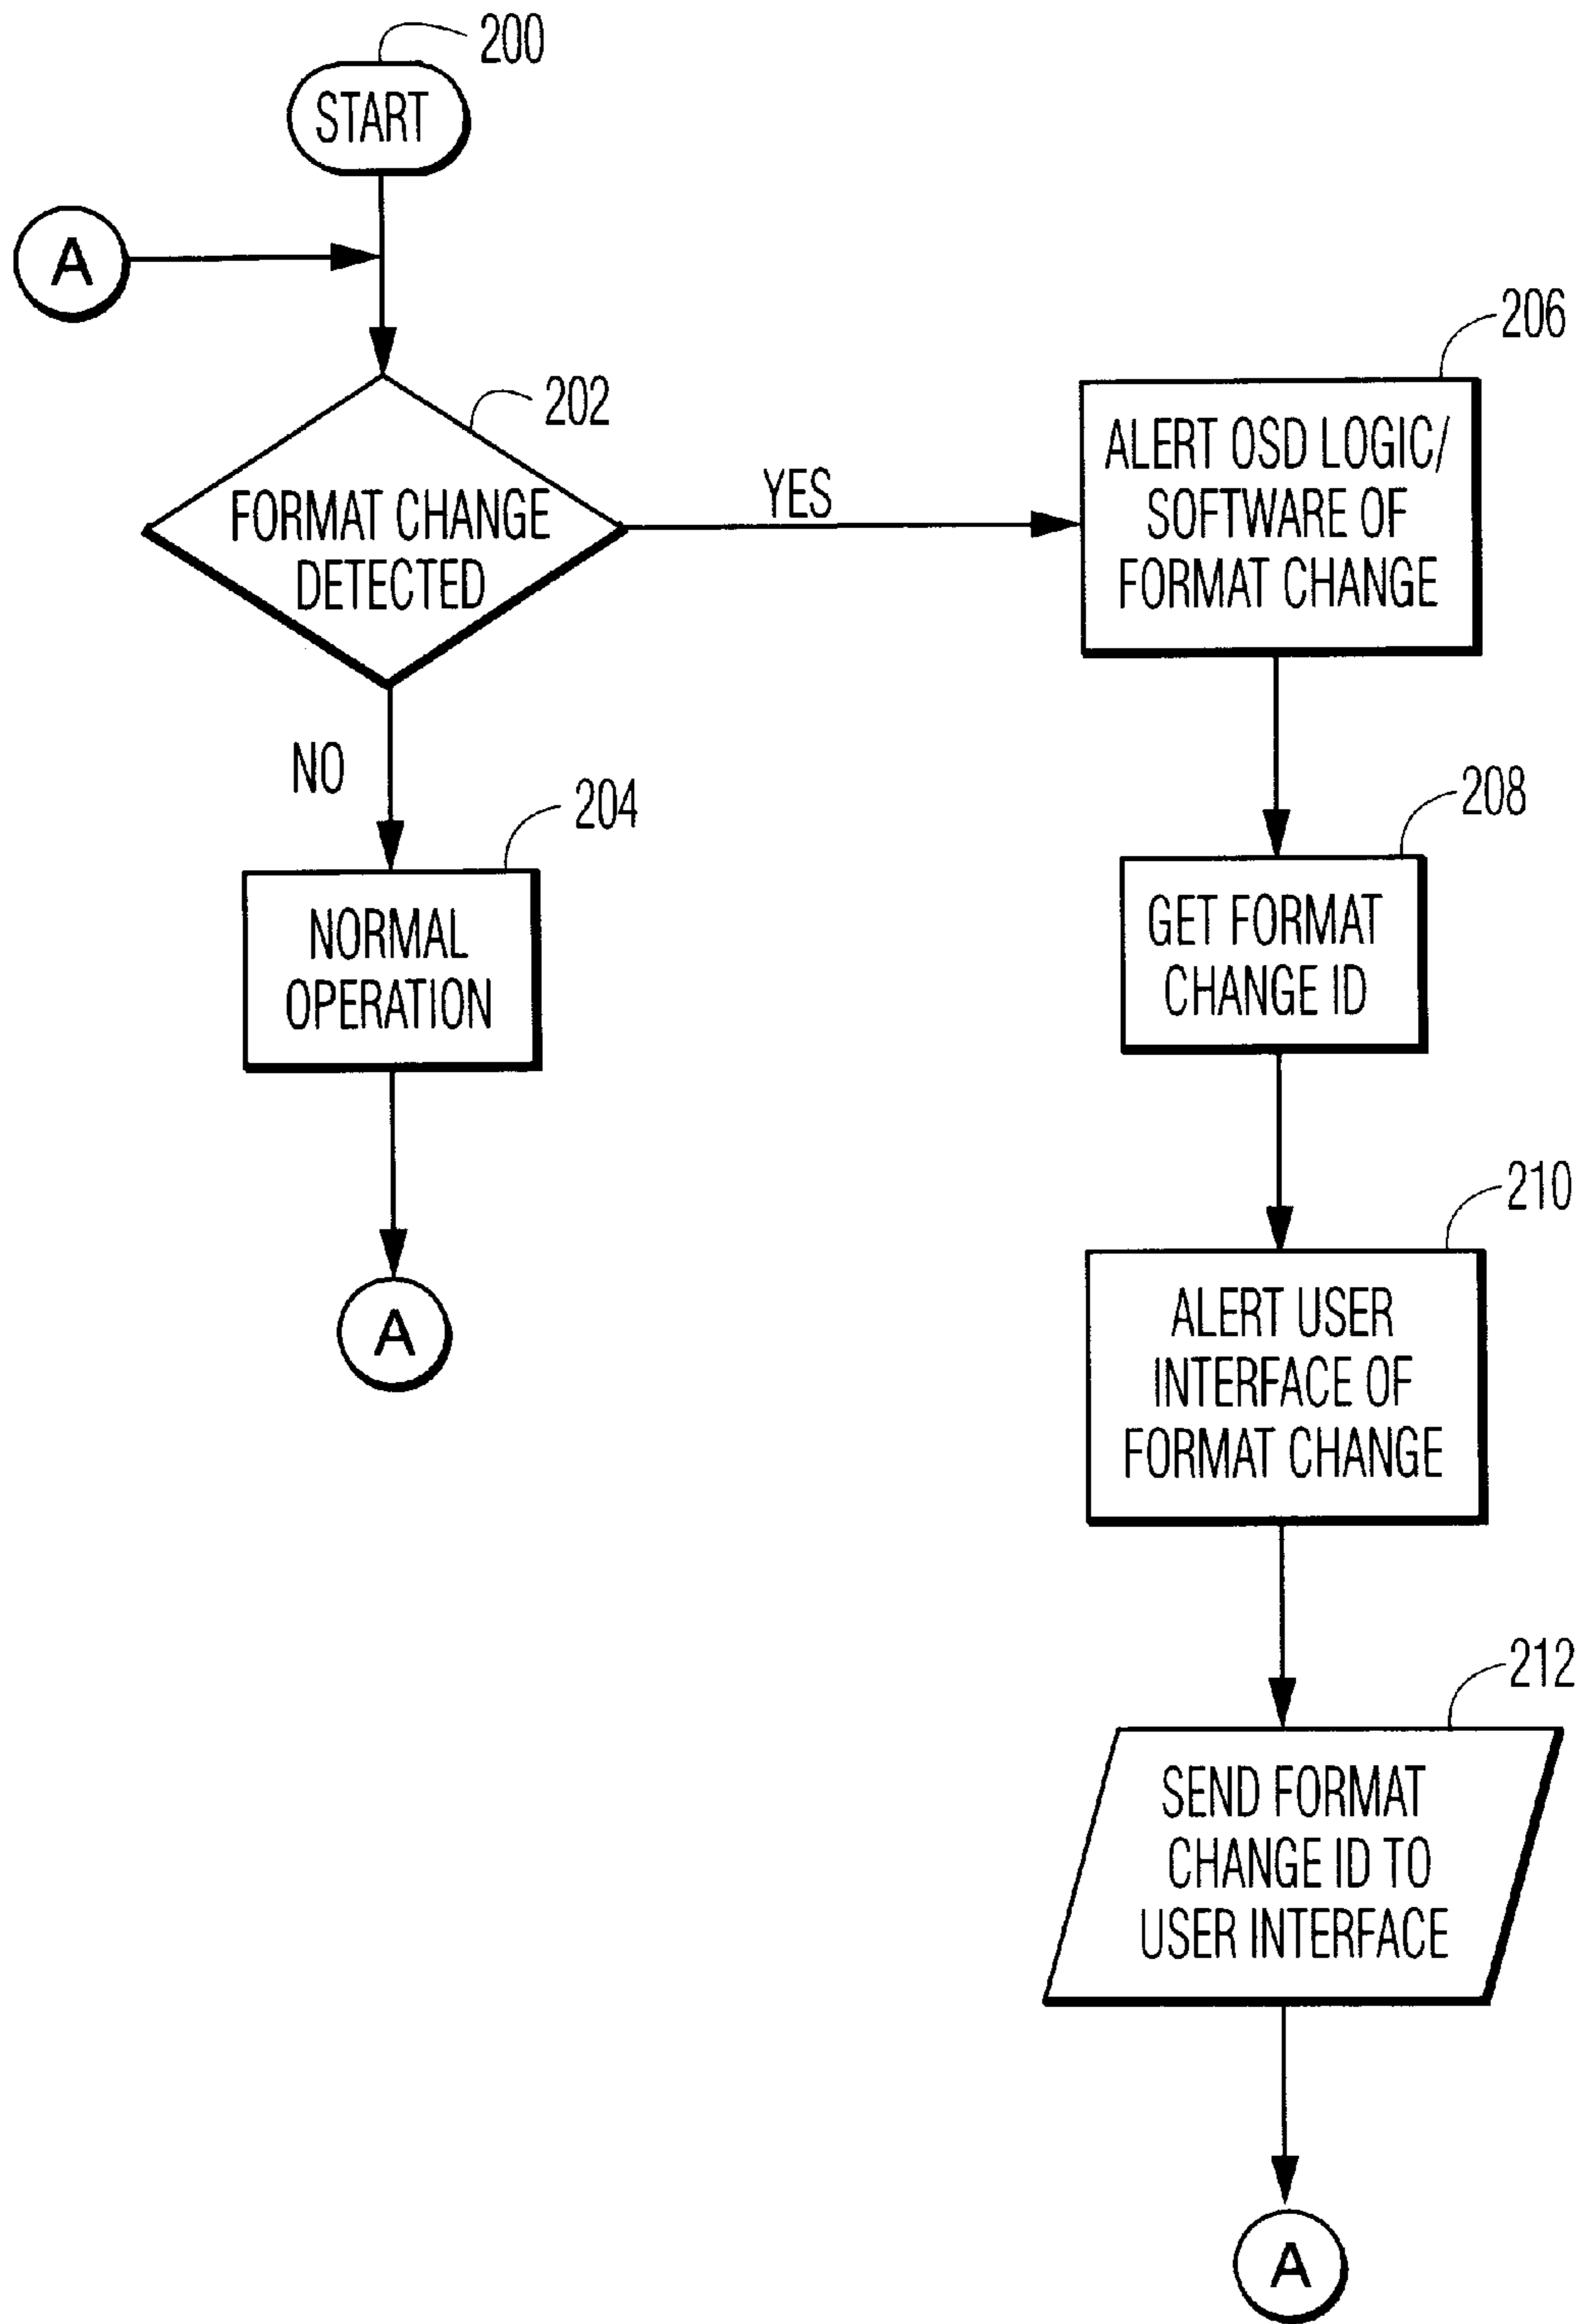 200
START
A
202
FORMAT CHANGE
DETECTED
YES
NO
204
NORMAL
OPERATION
A
206
ALERT OSD LOGIC/
SOFTWARE OF
FORMAT CHANGE
208
GET FORMAT
CHANGE ID
210
ALERT USER
INTERFACE OF
FORMAT CHANGE
212
SEND FORMAT
CHANGE ID TO
USER INTERFACE
A